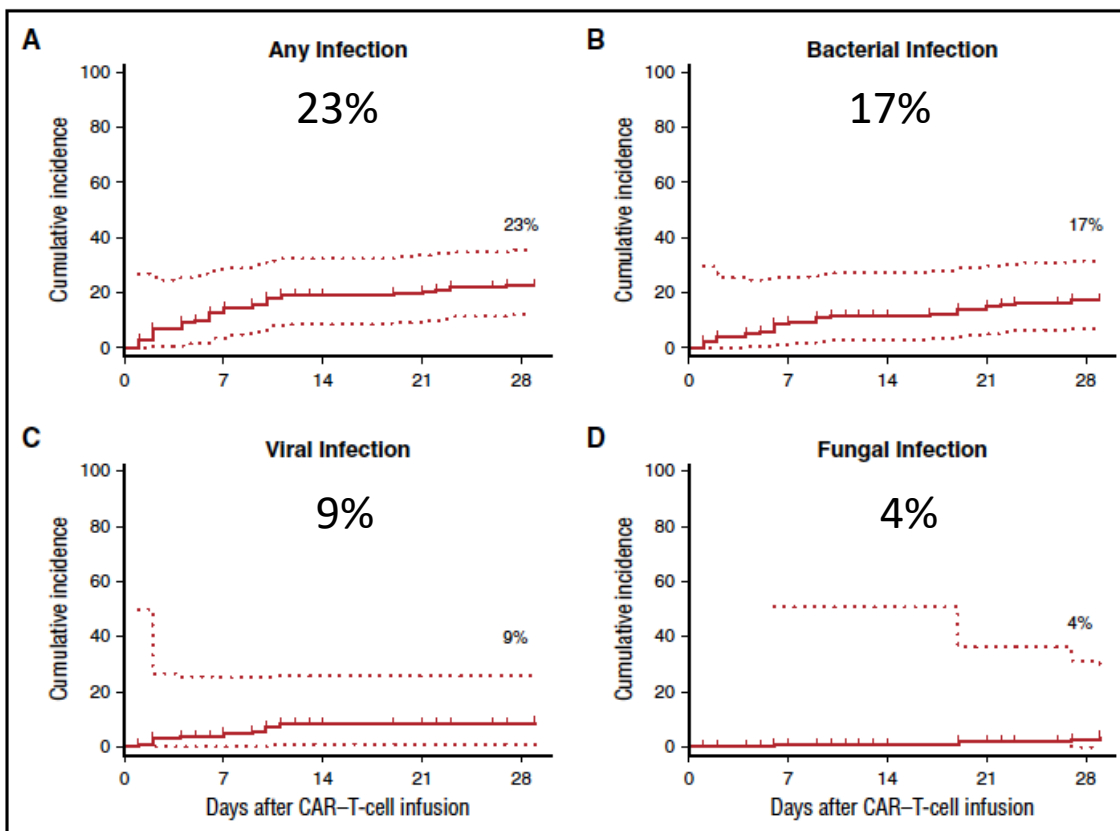 A
Any Infection
23%
Cumulative incidence
100
80
60
40
20
0
23%
0 7 14 21 28
B
Bacterial Infection
17%
Cumulative incidence
100
80
60
40
20
0
17%
0 7 14 21 28
C
Viral Infection
9%
Cumulative incidence
100
80
60
40
20
0
9%
0 7 14 21 28
Days after CAR–T-cell infusion
D
Fungal Infection
4%
Cumulative incidence
100
80
60
40
20
0
4%
0 7 14 21 28
Days after CAR–T-cell infusion